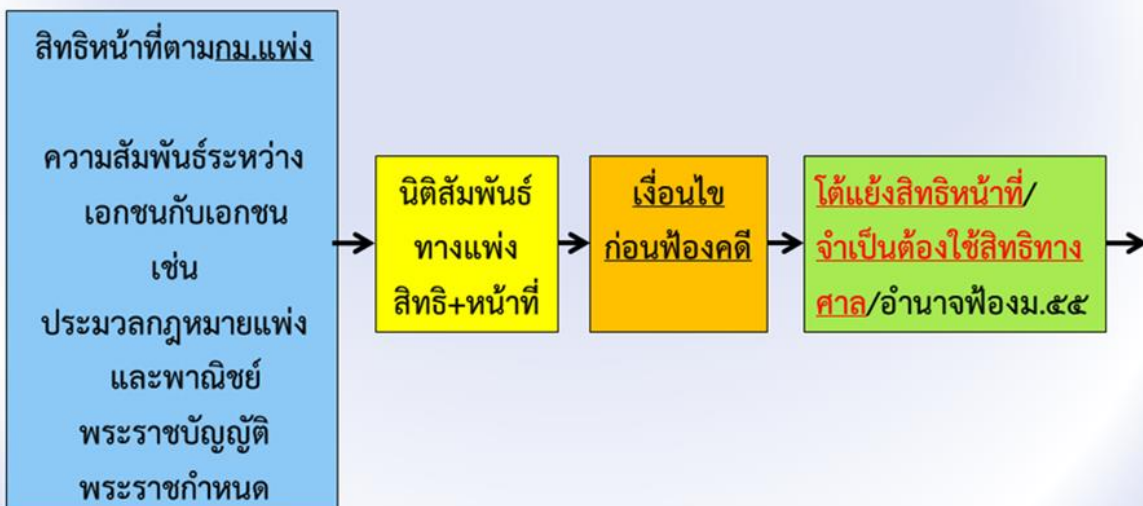 สิทธิหน้าที่ตามกม.แพ่ง
ความสัมพันธ์ระหว่าง
เอกชนกับเอกชน
เช่น
ประมวลกฎหมายแพ่ง
และพาณิชย์
พระราชบัญญัติ
พระราชกำหนด
นิติสัมพันธ์
ทางแพ่ง
สิทธิ+หน้าที่
เงื่อนไข
ก่อนฟ้องคดี
โต้แย้งสิทธิหน้าที่/
จำเป็นต้องใช้สิทธิทาง
ศาล/อำนาจฟ้องม.๕๕